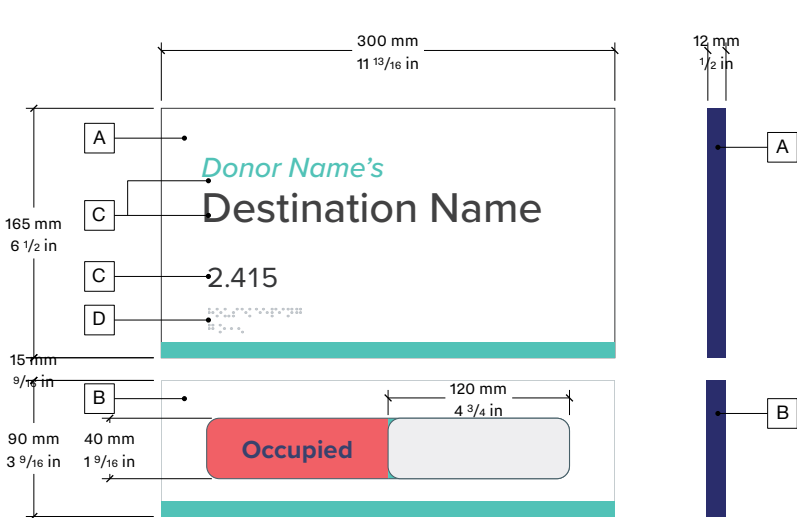 300 mm
11 13/16 in
12 mm
1/2 in
A
A
Donor Name's
Destination Name
C
165 mm
6 1/2 in
C
2.415
D
15 mm
9/16 in
B
120 mm
4 3/4 in
B
90 mm
3 9/16 in
40 mm
1 9/16 in
Occupied